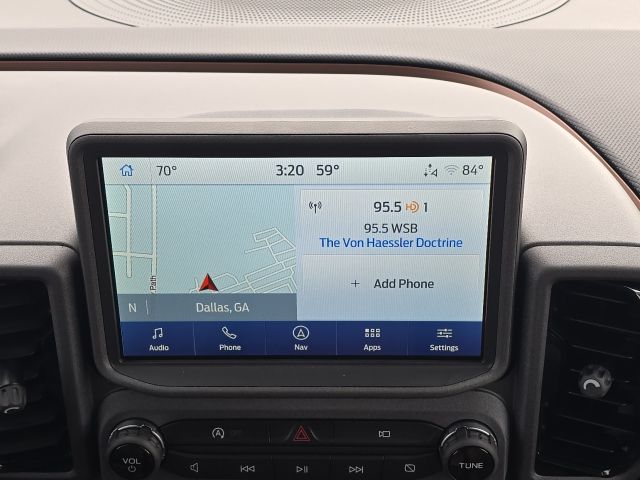 70°
3:20 59°
84°
95.5 HD 1
95.5 WSB
The Von Haessler Doctrine
+ Add Phone
Path
N
Dallas, GA
Audio
Phone
Nav
Apps
Settings
A OFF
VOL
TUNE